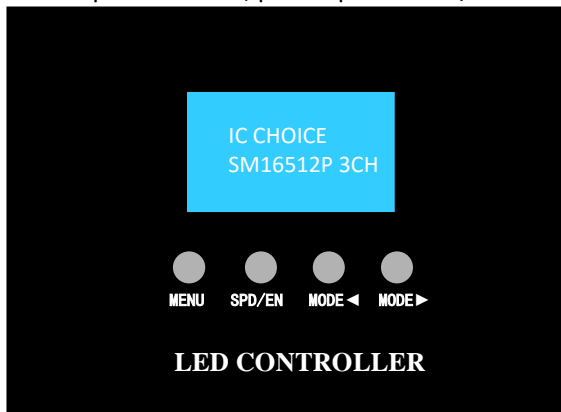 IC CHOICE
SM16512P 3CH
MENU SPD/EN MODE◄ MODE►
LED CONTROLLER